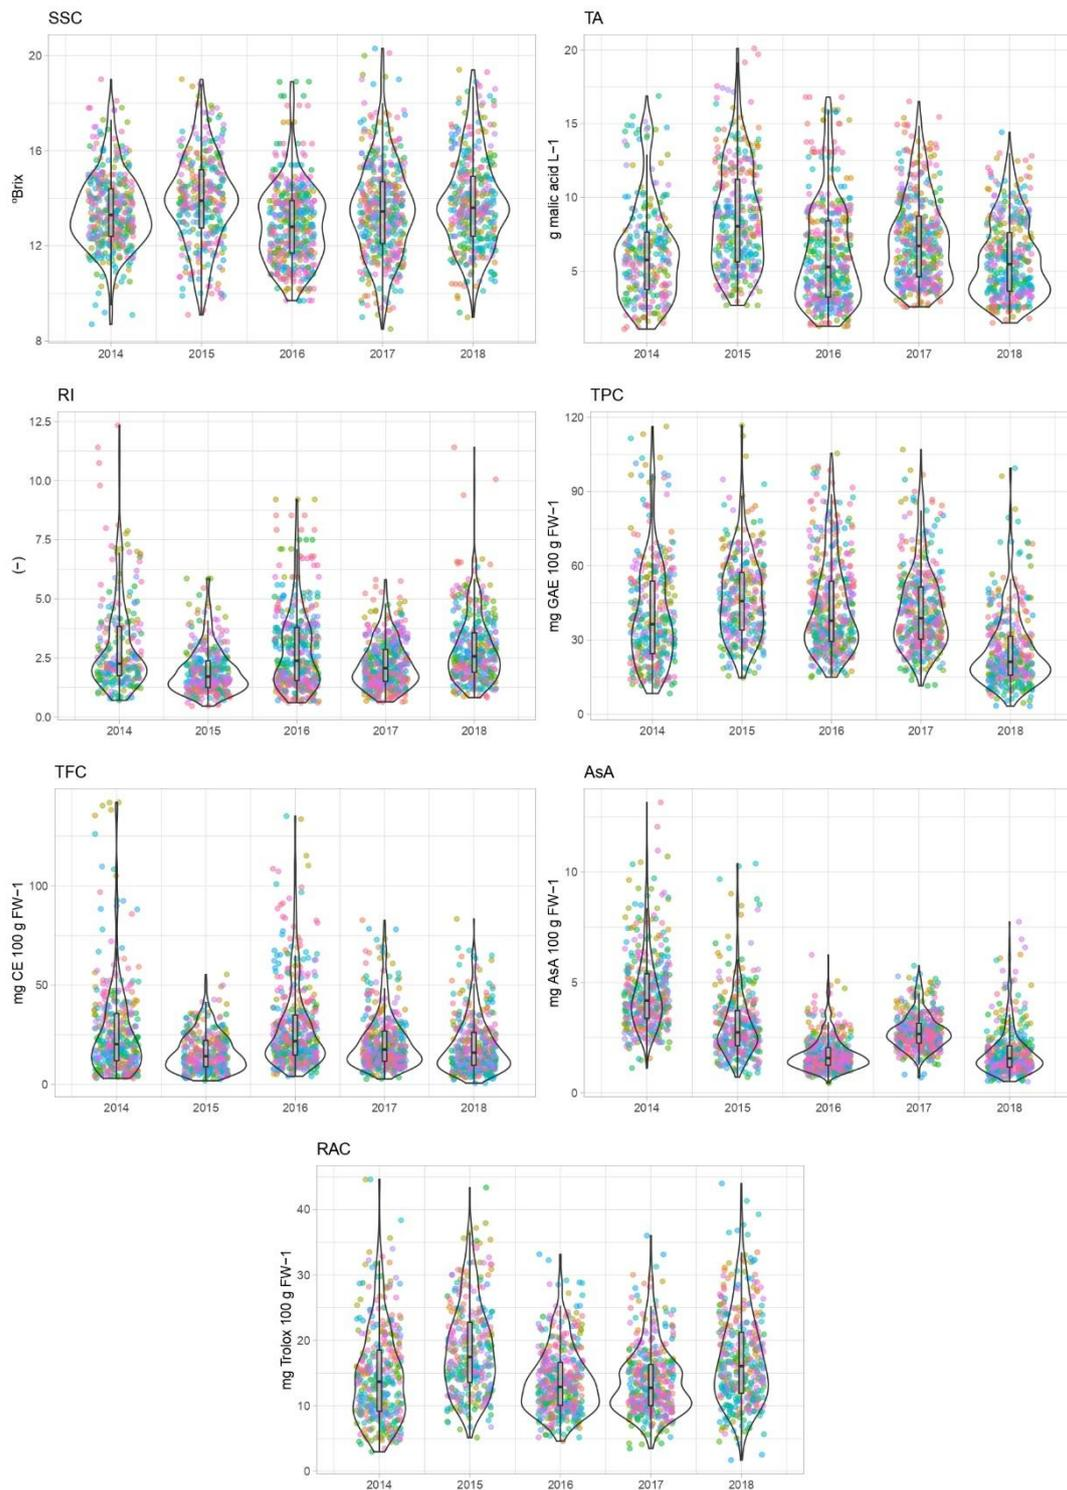 SSC
ºBrix
20
16
12
8
2014 2015 2016 2017 2018
TA
g malic acid L−1
20
15
10
5
2014 2015 2016 2017 2018
RI
(−)
12.5
10.0
7.5
5.0
2.5
0.0
2014 2015 2016 2017 2018
TPC
mg GAE 100 g FW−1
120
90
60
30
0
2014 2015 2016 2017 2018
TFC
mg CE 100 g FW−1
100
50
0
2014 2015 2016 2017 2018
AsA
mg AsA 100 g FW−1
10
5
0
2014 2015 2016 2017 2018
RAC
mg Trolox 100 g FW−1
40
30
20
10
0
2014 2015 2016 2017 2018